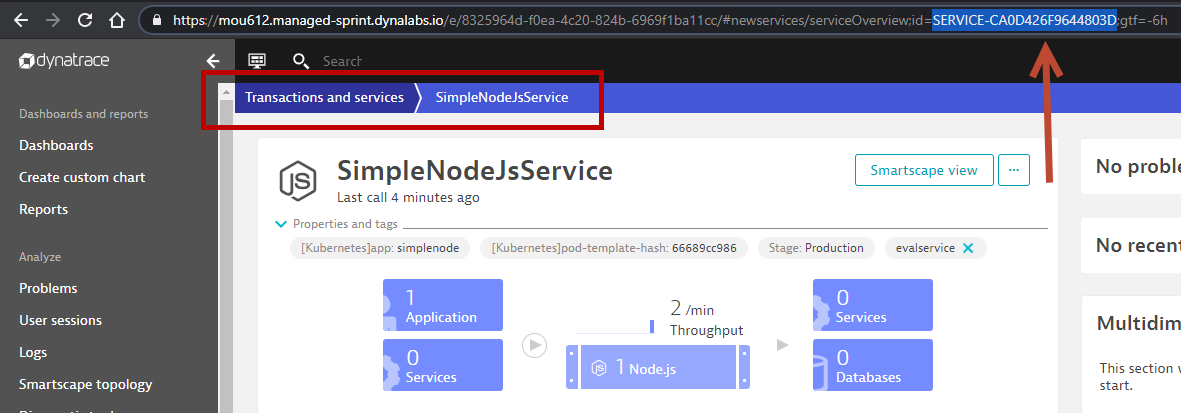 https://mou612.managed-sprint.dynalabs.io/e/8325964d-f0ea-4c20-824b-6969f1ba11cc/#newservices/serviceOverview;id=SERVICE-CA0D426F9644803D;gtf=-6h
dynatrace
Search
Transactions and services
SimpleNodeJsService
Dashboards and reports
Dashboards
Create custom chart
Reports
Analyze
Problems
User sessions
Logs
Smartscape topology
JS
SimpleNodeJsService
Last call 4 minutes ago
Smartscape view
...
Properties and tags
[Kubernetes]app: simplenode
[Kubernetes]pod-template-hash: 66689cc986
Stage: Production
evalservice
1
Application
0
Services
2 /min
Throughput
JS
1 Node.js
0
Services
0
Databases
No proble
No recent
Multidim
This section v
start.